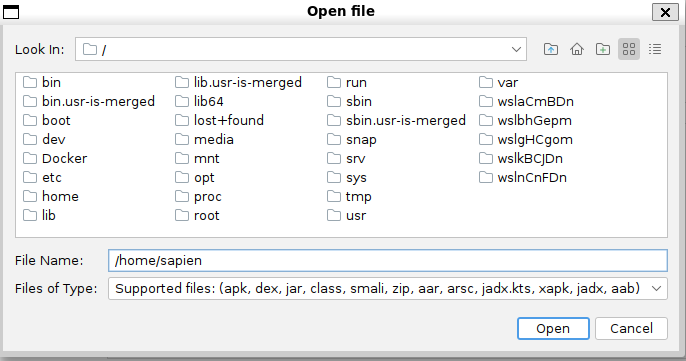 Open file
Look In: /
bin lib.usr-is-merged run var
bin.usr-is-merged lib64 sbin wslaCmBDn
boot lost+found sbin.usr-is-merged wslbhGepm
dev media snap wslgHCgom
Docker mnt srv wslkBCJDn
etc opt sys wslnCnFDn
home proc tmp
lib root usr
File Name: /home/sapien
Files of Type: Supported files: (apk, dex, jar, class, smali, zip, aar, arsc, jadx.kts, xapk, jadx, aab)
Open Cancel